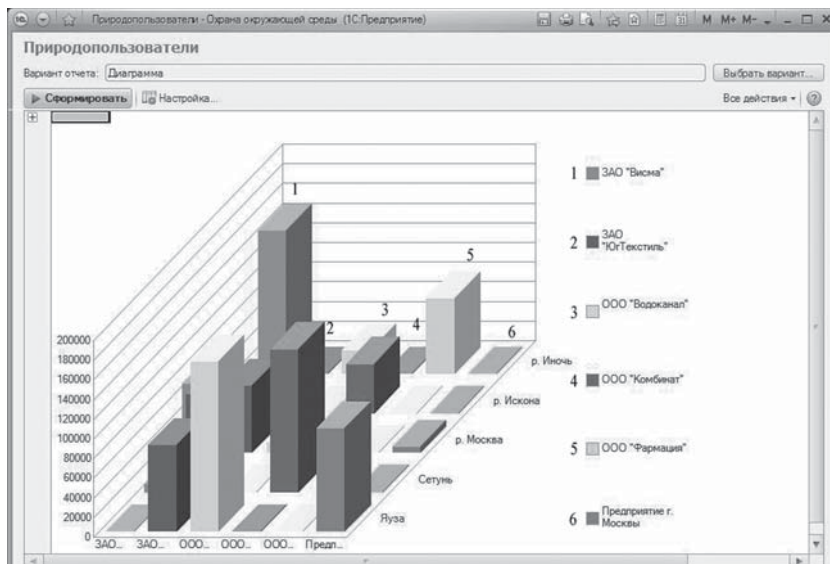 Природопользователи - Охрана окружающей среды (1С:Предприятие)
M M+ M-
Природопользователи
Вариант отчета: Диаграмма Выбрать вариант...
Сформировать Настройка... Все действия
1
2
3
4
5
6
1 ЗАО "Висма"
2 ЗАО
"ЮгТекстиль"
3 ООО "Водоканал"
4 ООО "Комбинат"
5 ООО "Фармация"
6 Предприятие г.
Москвы
200000
180000
160000
140000
120000
100000
80000
60000
40000
20000
0
р. Иночь
р. Искона
р. Москва
Сетунь
Яуза
ЗАО... ЗАО... ООО... ООО... ООО... Предп...